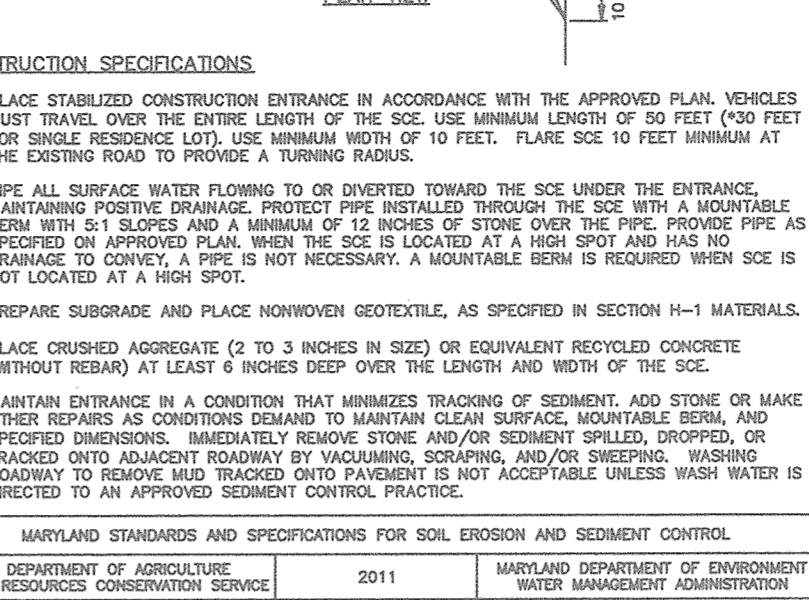 10
TRUCTION SPECIFICATIONS
LACE STABILIZED CONSTRUCTION ENTRANCE IN ACCORDANCE WITH THE APPROVED PLAN. VEHICLES
UST TRAVEL OVER THE ENTIRE LENGTH OF THE SCE. USE MINIMUM LENGTH OF 50 FEET (*30 FEET
OR SINGLE RESIDENCE LOT). USE MINIMUM WIDTH OF 10 FEET. FLARE SCE 10 FEET MINIMUM AT
HE EXISTING ROAD TO PROVIDE A TURNING RADIUS.
IPE ALL SURFACE WATER FLOWING TO OR DIVERTED TOWARD THE SCE UNDER THE ENTRANCE,
AINTAINING POSITIVE DRAINAGE. PROTECT PIPE INSTALLED THROUGH THE SCE WITH A MOUNTABLE
ERM WITH 5:1 SLOPES AND A MINIMUM OF 12 INCHES OF STONE OVER THE PIPE. PROVIDE PIPE AS
PECIFIED ON APPROVED PLAN. WHEN THE SCE IS LOCATED AT A HIGH SPOT AND HAS NO
RAINAGE TO CONVEY, A PIPE IS NOT NECESSARY. A MOUNTABLE BERM IS REQUIRED WHEN SCE IS
OT LOCATED AT A HIGH SPOT.
REPARE SUBGRADE AND PLACE NONWOVEN GEOTEXTILE, AS SPECIFIED IN SECTION H-1 MATERIALS.
LACE CRUSHED AGGREGATE (2 TO 3 INCHES IN SIZE) OR EQUIVALENT RECYCLED CONCRETE
WITHOUT REBAR) AT LEAST 6 INCHES DEEP OVER THE LENGTH AND WIDTH OF THE SCE.
AINTAIN ENTRANCE IN A CONDITION THAT MINIMIZES TRACKING OF SEDIMENT. ADD STONE OR MAKE
THER REPAIRS AS CONDITIONS DEMAND TO MAINTAIN CLEAN SURFACE, MOUNTABLE BERM, AND
PECIFIED DIMENSIONS. IMMEDIATELY REMOVE STONE AND/OR SEDIMENT SPILLED, DROPPED, OR
RACKED ONTO ADJACENT ROADWAY BY VACUUMING, SCRAPING, AND/OR SWEEPING. WASHING
OADWAY TO REMOVE MUD TRACKED ONTO PAVEMENT IS NOT ACCEPTABLE UNLESS WASH WATER IS
IRECTED TO AN APPROVED SEDIMENT CONTROL PRACTICE.
MARYLAND STANDARDS AND SPECIFICATIONS FOR SOIL EROSION AND SEDIMENT CONTROL
DEPARTMENT OF AGRICULTURE
RESOURCES CONSERVATION SERVICE
2011
MARYLAND DEPARTMENT OF ENVIRONMENT
WATER MANAGEMENT ADMINISTRATION